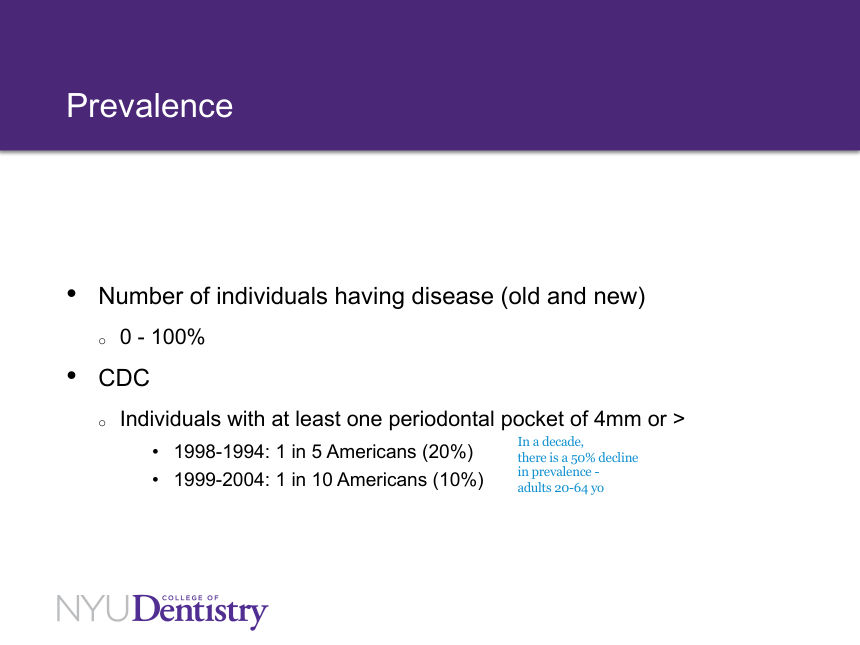 Prevalence
• Number of individuals having disease (old and new)
○ 0 - 100%
• CDC
○ Individuals with at least one periodontal pocket of 4mm or >
• 1998-1994: 1 in 5 Americans (20%)
• 1999-2004: 1 in 10 Americans (10%)
In a decade,
there is a 50% decline
in prevalence -
adults 20-64 yo
NYU COLLEGE OF Dentistry